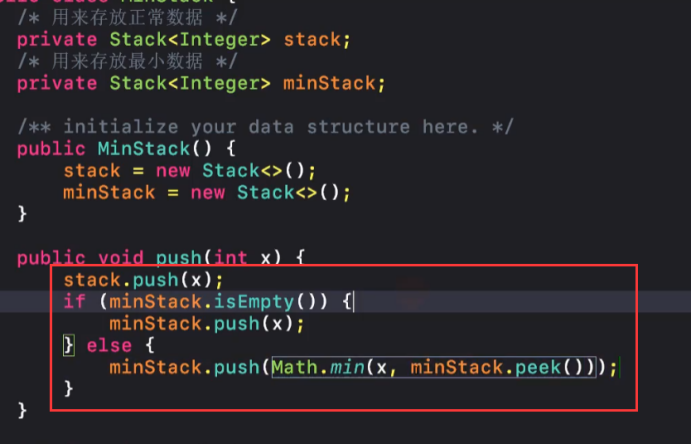 /* 用来存放正常数据 */
private Stack<Integer> stack;
/* 用来存放最小数据 */
private Stack<Integer> minStack;
/** initialize your data structure here. */
public MinStack() {
stack = new Stack<>();
minStack = new Stack<>();
}
public void push(int x) {
stack.push(x);
if (minStack.isEmpty()) {
minStack.push(x);
} else {
minStack.push(Math.min(x, minStack.peek()));
}
}